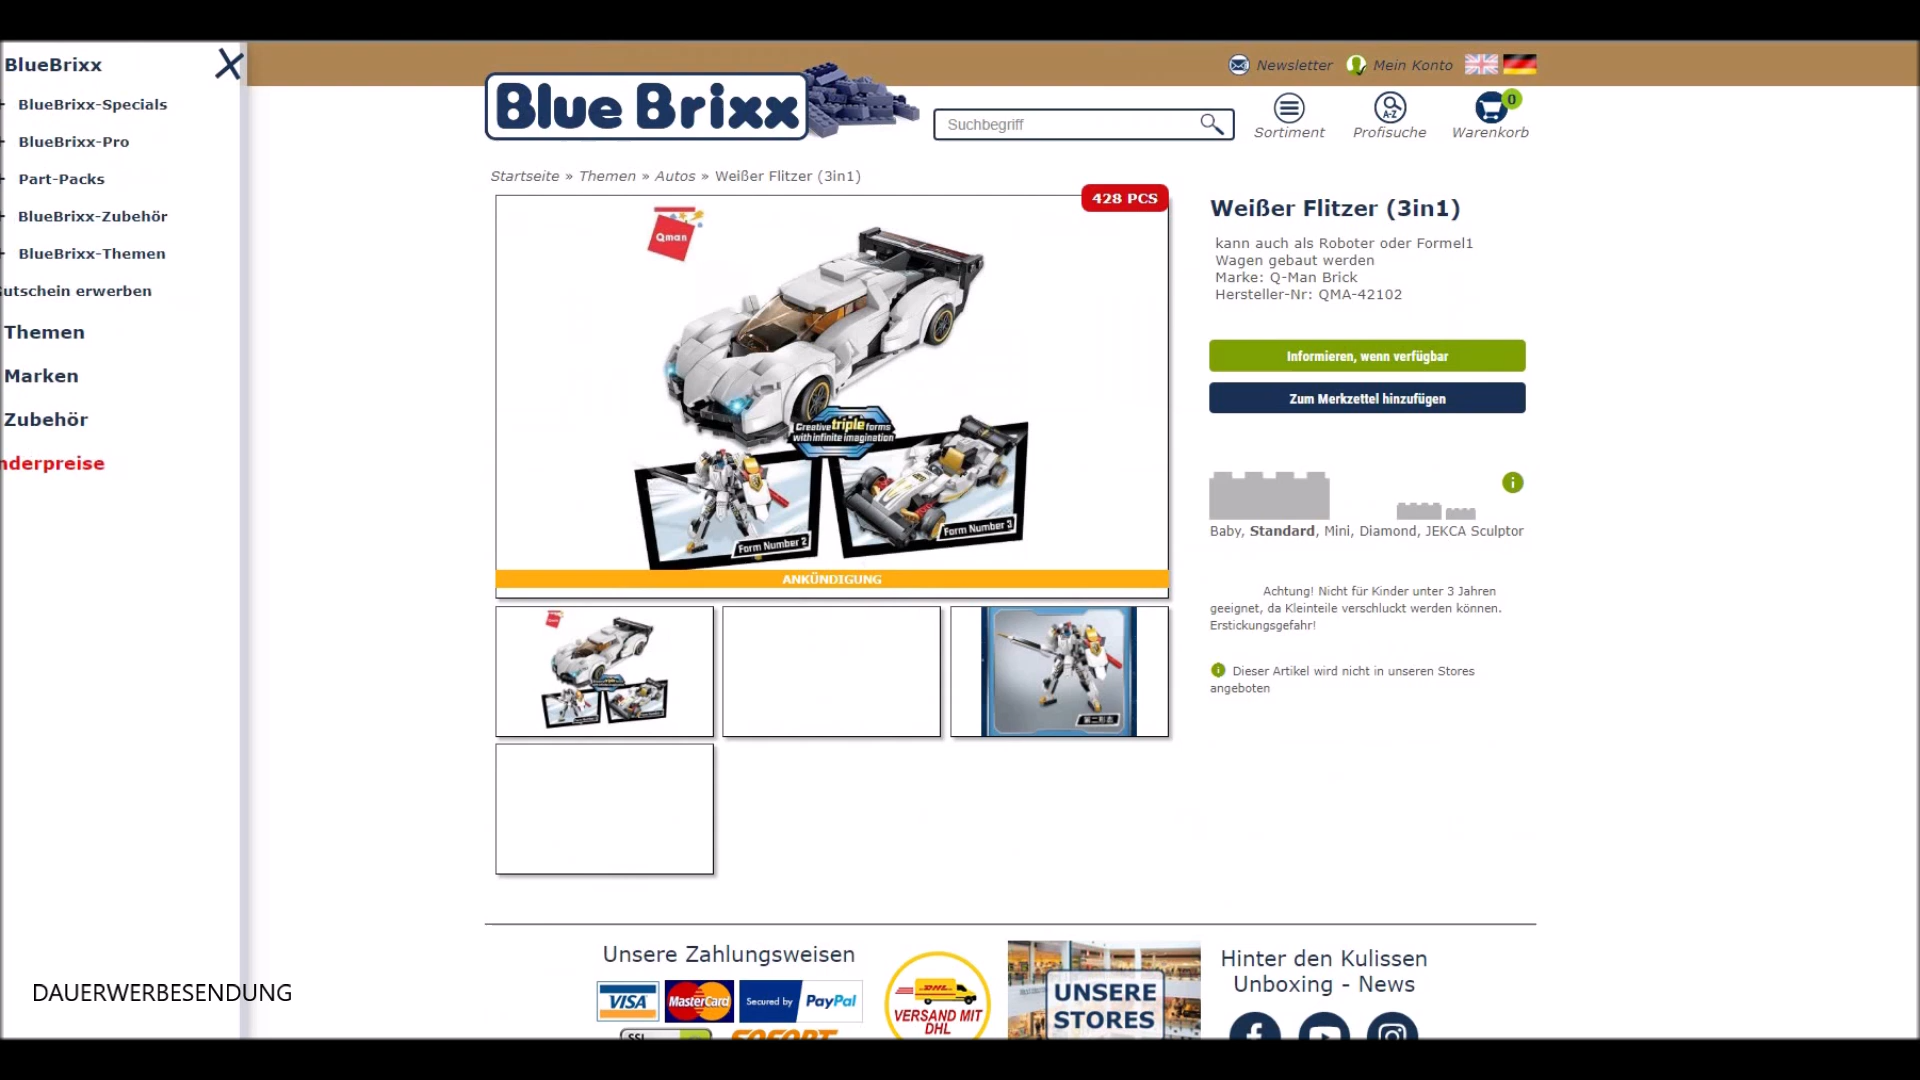 BlueBrixx
BlueBrixx-Specials
BlueBrixx-Pro
Part-Packs
BlueBrixx-Zubehör
BlueBrixx-Themen
utschein erwerben
Themen
Marken
Zubehör
nderpreise
DAUERWERBESENDUNG
Newsletter
Mein Konto
Blue Brixx
Suchbegriff
Sortiment
A-Z
Profisuche
0
Warenkorb
Startseite » Themen » Autos » Weißer Flitzer (3in1)
428 PCS
Qman
Creative triple forms
with infinite imagination
Form Number 2
Form Number 3
ANKÜNDIGUNG
Weißer Flitzer (3in1)
kann auch als Roboter oder Formel1
Wagen gebaut werden
Marke: Q-Man Brick
Hersteller-Nr: QMA-42102
Informieren, wenn verfügbar
Zum Merkzettel hinzufügen
Baby, Standard, Mini, Diamond, JEKCA Sculptor
Achtung! Nicht für Kinder unter 3 Jahren
geeignet, da Kleinteile verschluckt werden können.
Erstickungsgefahr!
Dieser Artikel wird nicht in unseren Stores
angeboten
Unsere Zahlungsweisen
VISA
MasterCard
Secured by PayPal
SSL
SOFORT
DHL
VERSAND MIT
DHL
UNSERE
STORES
Hinter den Kulissen
Unboxing - News